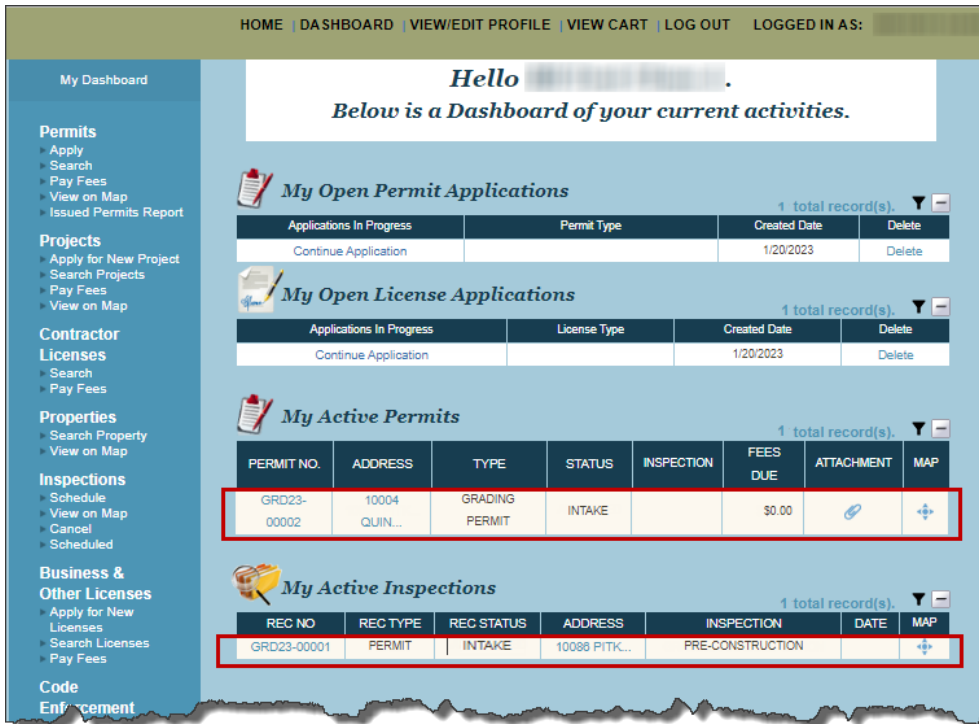 HOME | DASHBOARD | VIEW/EDIT PROFILE | VIEW CART | LOG OUT LOGGED IN AS:
My Dashboard
Permits
Apply
Search
Pay Fees
View on Map
Issued Permits Report
Projects
Apply for New Project
Search Projects
Pay Fees
View on Map
Contractor
Licenses
Search
Pay Fees
Properties
Search Property
View on Map
Inspections
Schedule
View on Map
Cancel
Scheduled
Business &
Other Licenses
Apply for New
Licenses
Search Licenses
Pay Fees
Code
Enforcement
Hello .
Below is a Dashboard of your current activities.
My Open Permit Applications
1 total record(s).
Applications In Progress Permit Type Created Date Delete
Continue Application 1/20/2023 Delete
My Open License Applications
1 total record(s).
Applications In Progress License Type Created Date Delete
Continue Application 1/20/2023 Delete
My Active Permits
1 total record(s).
PERMIT NO. ADDRESS TYPE STATUS INSPECTION FEES DUE ATTACHMENT MAP
GRD23-00002 10004 QUIN... GRADING PERMIT INTAKE $0.00
My Active Inspections
1 total record(s).
REC NO REC TYPE REC STATUS ADDRESS INSPECTION DATE MAP
GRD23-00001 PERMIT INTAKE 10086 PITK... PRE-CONSTRUCTION